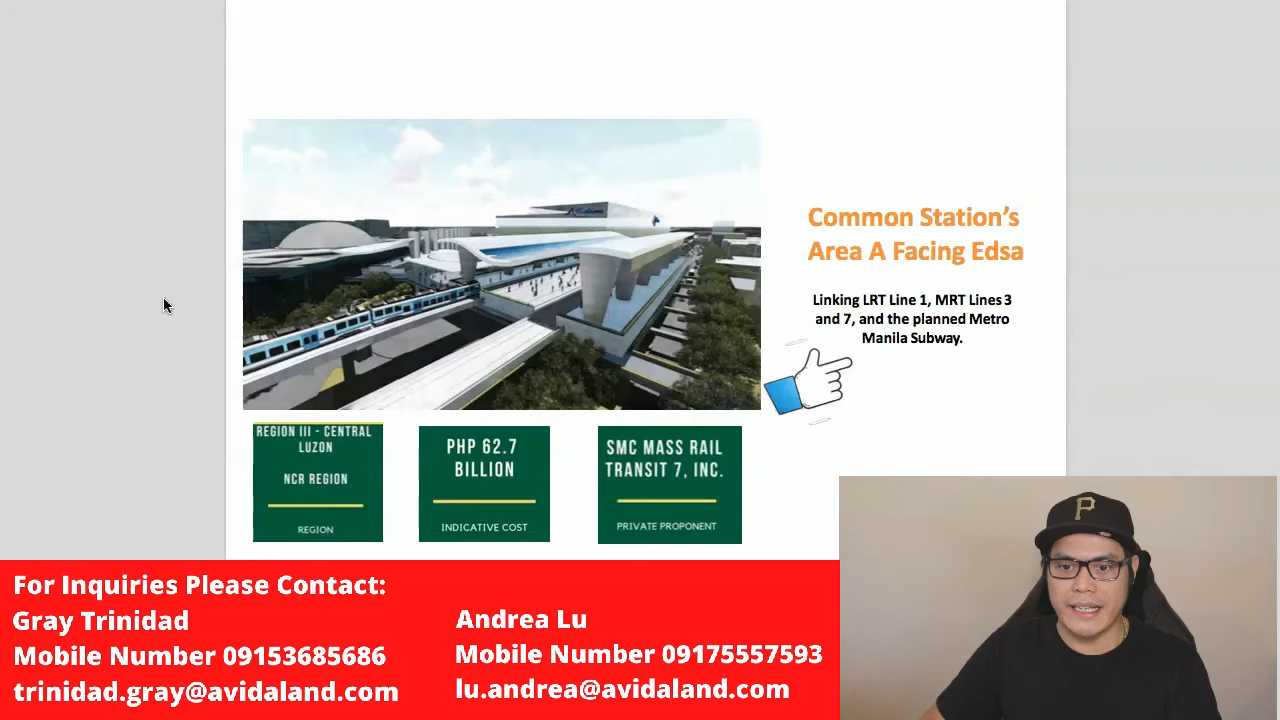 Common Station's
Area A Facing Edsa
Linking LRT Line 1, MRT Lines 3
and 7, and the planned Metro
Manila Subway.
REGION III - CENTRAL
LUZON
NCR REGION
REGION
PHP 62.7
BILLION
INDICATIVE COST
SMC MASS RAIL
TRANSIT 7, INC.
PRIVATE PROPONENT
For Inquiries Please Contact:
Gray Trinidad
Mobile Number 09153685686
trinidad.gray@avidaland.com
Andrea Lu
Mobile Number 09175557593
lu.andrea@avidaland.com
P